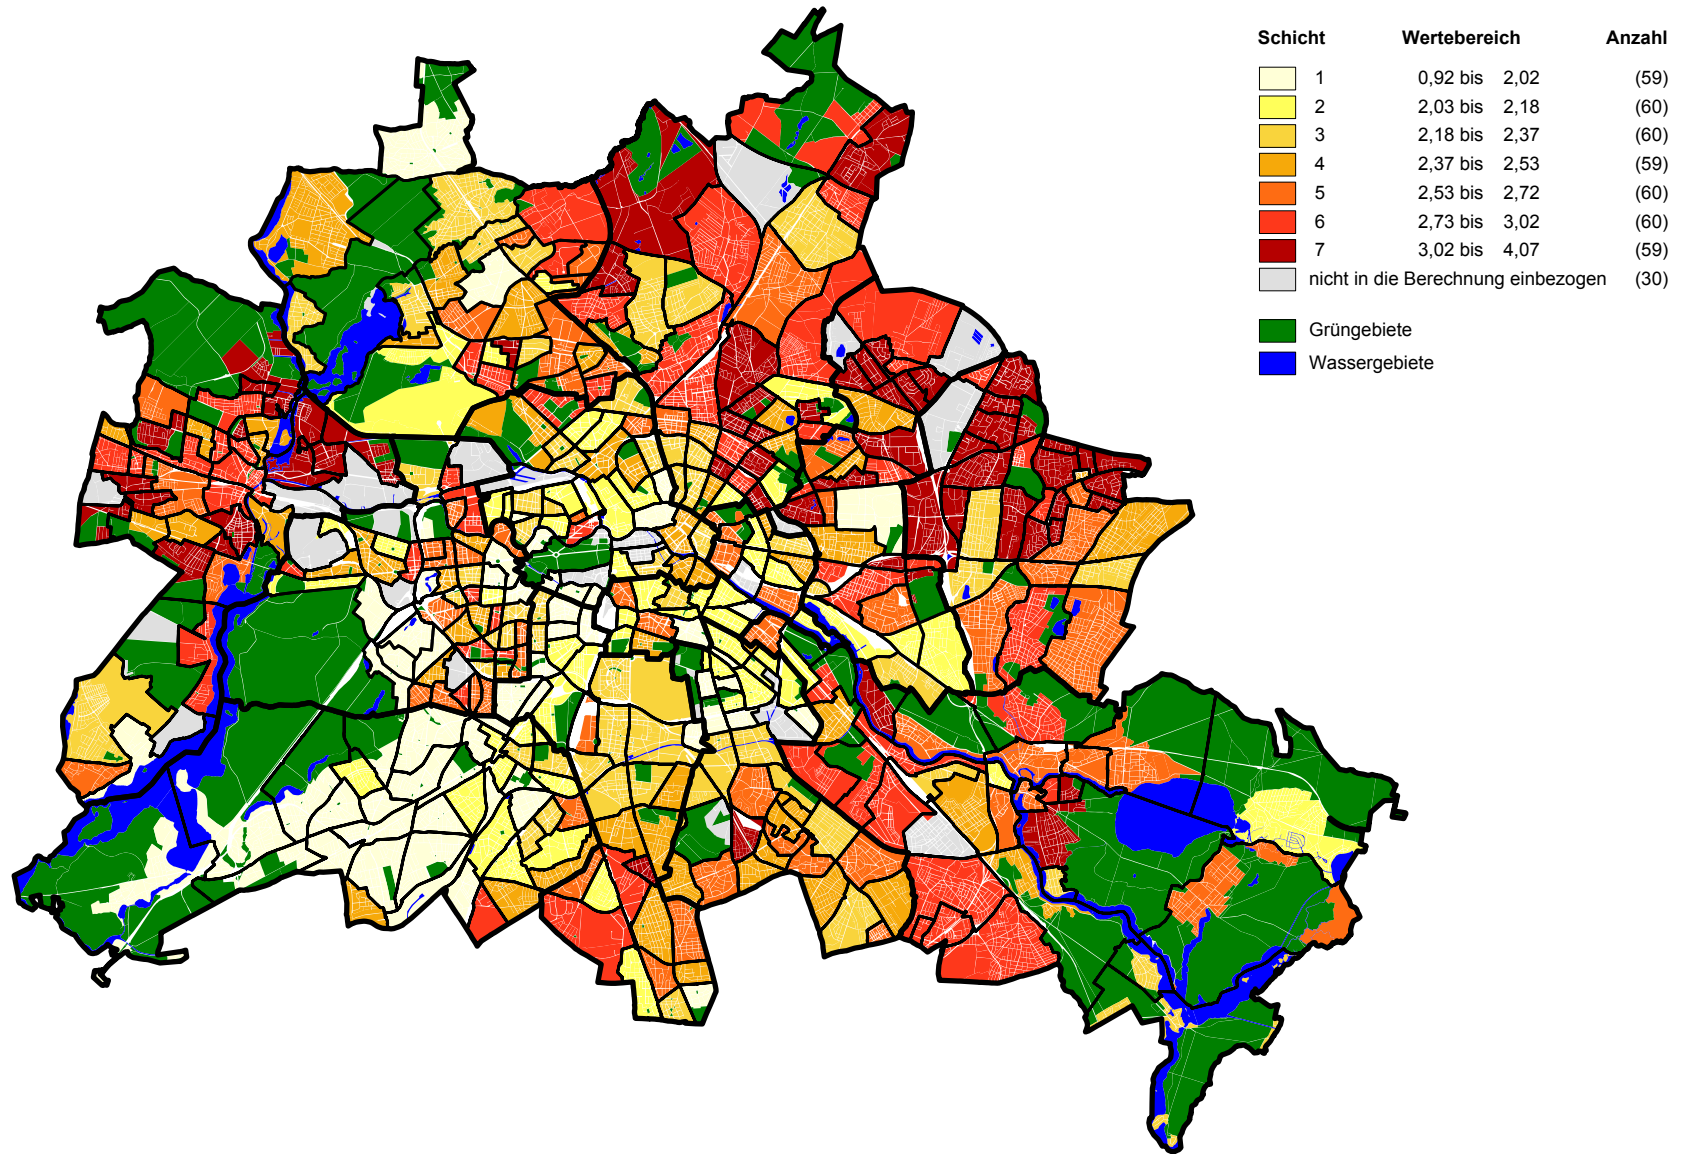 Schicht Wertebereich Anzahl
1 0,92 bis 2,02 (59)
2 2,03 bis 2,18 (60)
3 2,18 bis 2,37 (60)
4 2,37 bis 2,53 (59)
5 2,53 bis 2,72 (60)
6 2,73 bis 3,02 (60)
7 3,02 bis 4,07 (59)
nicht in die Berechnung einbezogen (30)
Grüngebiete
Wassergebiete